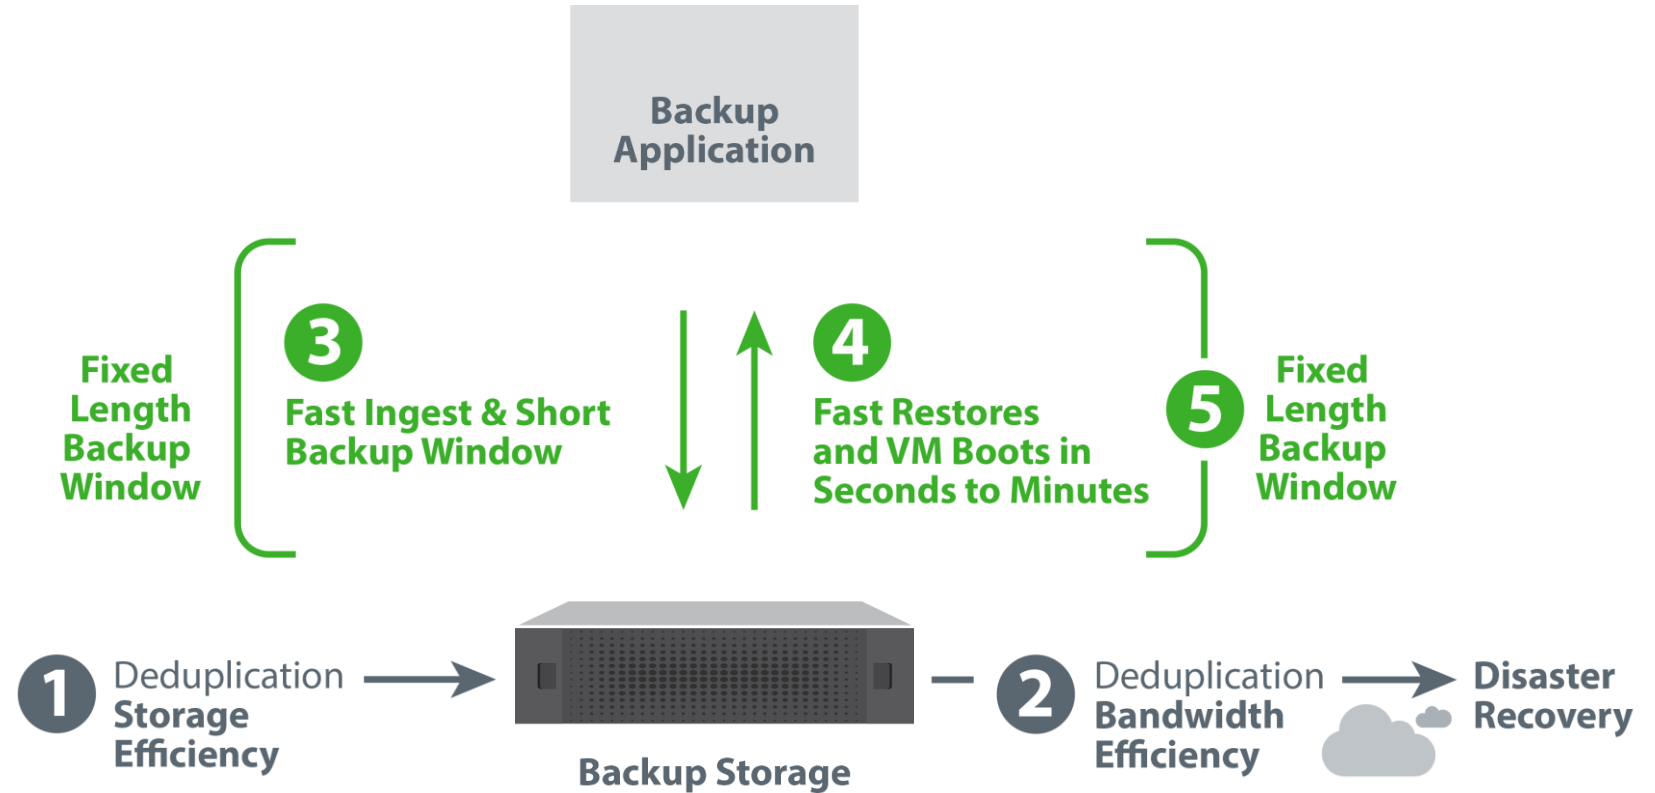 Backup
Application
Fixed
Length
Backup
Window
3
Fast Ingest & Short
Backup Window
4
Fast Restores
and VM Boots in
Seconds to Minutes
5
Fixed
Length
Backup
Window
1
Deduplication
Storage
Efficiency
Backup Storage
2
Deduplication
Bandwidth
Efficiency
Disaster
Recovery